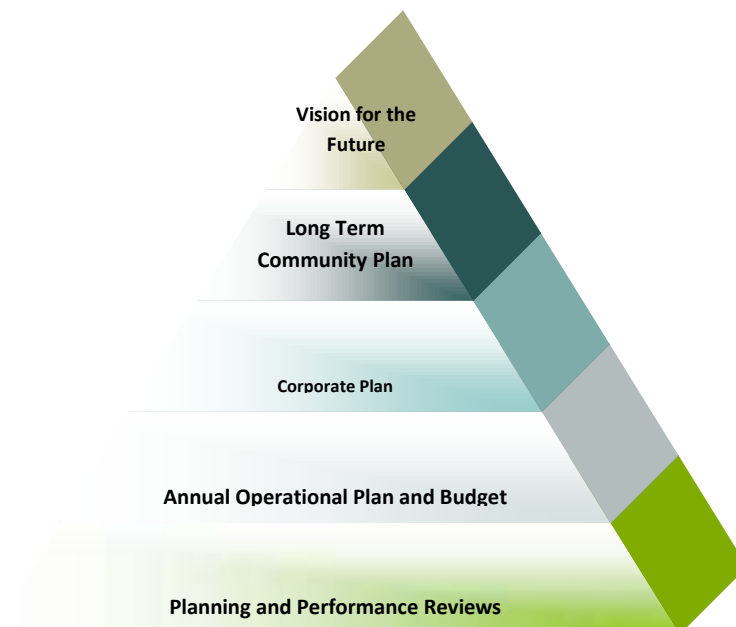 Vision for the
Future
Long Term
Community Plan
Corporate Plan
Annual Operational Plan and Budget
Planning and Performance Reviews